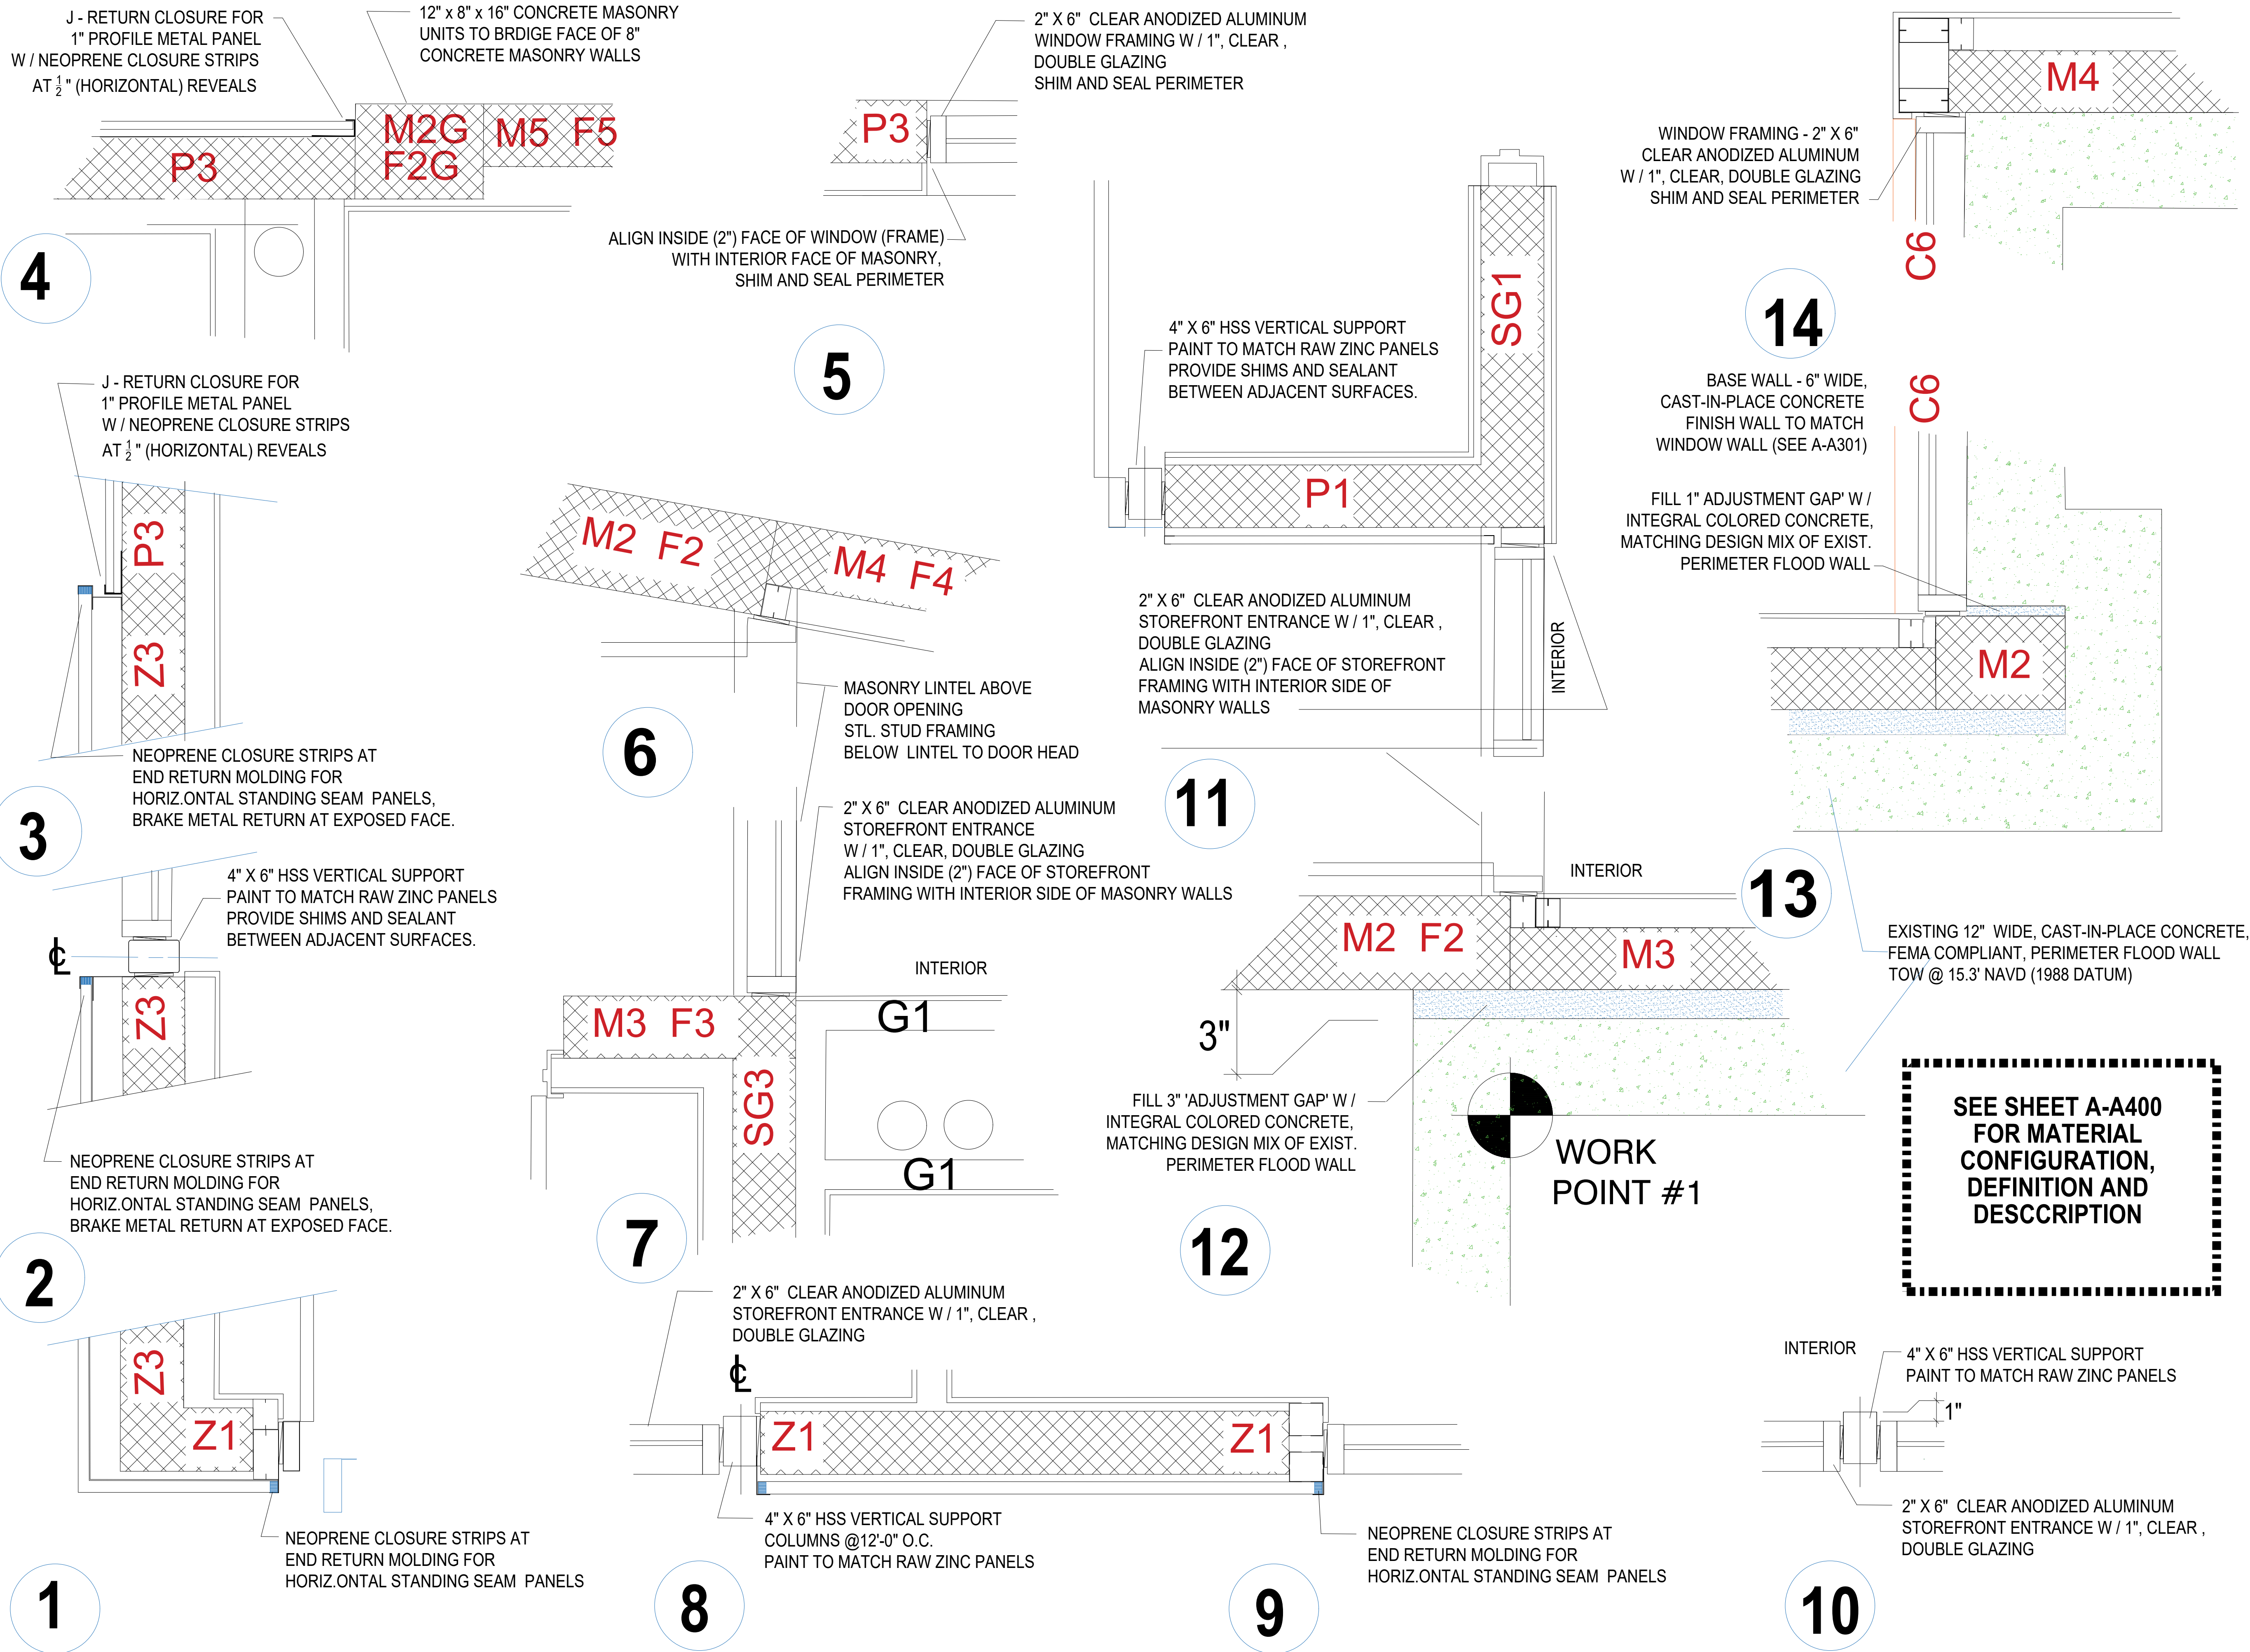 J - RETURN CLOSURE FOR
1" PROFILE METAL PANEL
W / NEOPRENE CLOSURE STRIPS
AT 1/2 " (HORIZONTAL) REVEALS
12" x 8" x 16" CONCRETE MASONRY
UNITS TO BRDIGE FACE OF 8"
CONCRETE MASONRY WALLS
P3
M2G
F2G
M5 F5
4
2" X 6" CLEAR ANODIZED ALUMINUM
WINDOW FRAMING W / 1", CLEAR ,
DOUBLE GLAZING
SHIM AND SEAL PERIMETER
P3
ALIGN INSIDE (2") FACE OF WINDOW (FRAME)
WITH INTERIOR FACE OF MASONRY,
SHIM AND SEAL PERIMETER
5
M4
WINDOW FRAMING - 2" X 6"
CLEAR ANODIZED ALUMINUM
W / 1", CLEAR, DOUBLE GLAZING
SHIM AND SEAL PERIMETER
C6
14
J - RETURN CLOSURE FOR
1" PROFILE METAL PANEL
W / NEOPRENE CLOSURE STRIPS
AT 1/2 " (HORIZONTAL) REVEALS
P3
Z3
NEOPRENE CLOSURE STRIPS AT
END RETURN MOLDING FOR
HORIZ.ONTAL STANDING SEAM PANELS,
BRAKE METAL RETURN AT EXPOSED FACE.
3
M2 F2
M4 F4
MASONRY LINTEL ABOVE
DOOR OPENING
STL. STUD FRAMING
BELOW LINTEL TO DOOR HEAD
6
4" X 6" HSS VERTICAL SUPPORT
PAINT TO MATCH RAW ZINC PANELS
PROVIDE SHIMS AND SEALANT
BETWEEN ADJACENT SURFACES.
SG1
P1
2" X 6" CLEAR ANODIZED ALUMINUM
STOREFRONT ENTRANCE W / 1", CLEAR ,
DOUBLE GLAZING
ALIGN INSIDE (2") FACE OF STOREFRONT
FRAMING WITH INTERIOR SIDE OF
MASONRY WALLS
INTERIOR
11
BASE WALL - 6" WIDE,
CAST-IN-PLACE CONCRETE
FINISH WALL TO MATCH
WINDOW WALL (SEE A-A301)
C6
FILL 1" ADJUSTMENT GAP' W /
INTEGRAL COLORED CONCRETE,
MATCHING DESIGN MIX OF EXIST.
PERIMETER FLOOD WALL
M2
13
EXISTING 12" WIDE, CAST-IN-PLACE CONCRETE,
FEMA COMPLIANT, PERIMETER FLOOD WALL
TOW @ 15.3' NAVD (1988 DATUM)
4" X 6" HSS VERTICAL SUPPORT
PAINT TO MATCH RAW ZINC PANELS
PROVIDE SHIMS AND SEALANT
BETWEEN ADJACENT SURFACES.
℄
Z3
NEOPRENE CLOSURE STRIPS AT
END RETURN MOLDING FOR
HORIZ.ONTAL STANDING SEAM PANELS,
BRAKE METAL RETURN AT EXPOSED FACE.
2
2" X 6" CLEAR ANODIZED ALUMINUM
STOREFRONT ENTRANCE
W / 1", CLEAR, DOUBLE GLAZING
ALIGN INSIDE (2") FACE OF STOREFRONT
FRAMING WITH INTERIOR SIDE OF MASONRY WALLS
INTERIOR
M3 F3
G1
SG3
G1
7
INTERIOR
M2 F2
M3
3"
FILL 3" 'ADJUSTMENT GAP' W /
INTEGRAL COLORED CONCRETE,
MATCHING DESIGN MIX OF EXIST.
PERIMETER FLOOD WALL
WORK
POINT #1
12
SEE SHEET A-A400
FOR MATERIAL
CONFIGURATION,
DEFINITION AND
DESCCRIPTION
Z3
Z1
NEOPRENE CLOSURE STRIPS AT
END RETURN MOLDING FOR
HORIZ.ONTAL STANDING SEAM PANELS
1
2" X 6" CLEAR ANODIZED ALUMINUM
STOREFRONT ENTRANCE W / 1", CLEAR ,
DOUBLE GLAZING
℄
Z1
Z1
4" X 6" HSS VERTICAL SUPPORT
COLUMNS @12'-0" O.C.
PAINT TO MATCH RAW ZINC PANELS
8
NEOPRENE CLOSURE STRIPS AT
END RETURN MOLDING FOR
HORIZ.ONTAL STANDING SEAM PANELS
9
INTERIOR
4" X 6" HSS VERTICAL SUPPORT
PAINT TO MATCH RAW ZINC PANELS
1"
2" X 6" CLEAR ANODIZED ALUMINUM
STOREFRONT ENTRANCE W / 1", CLEAR ,
DOUBLE GLAZING
10